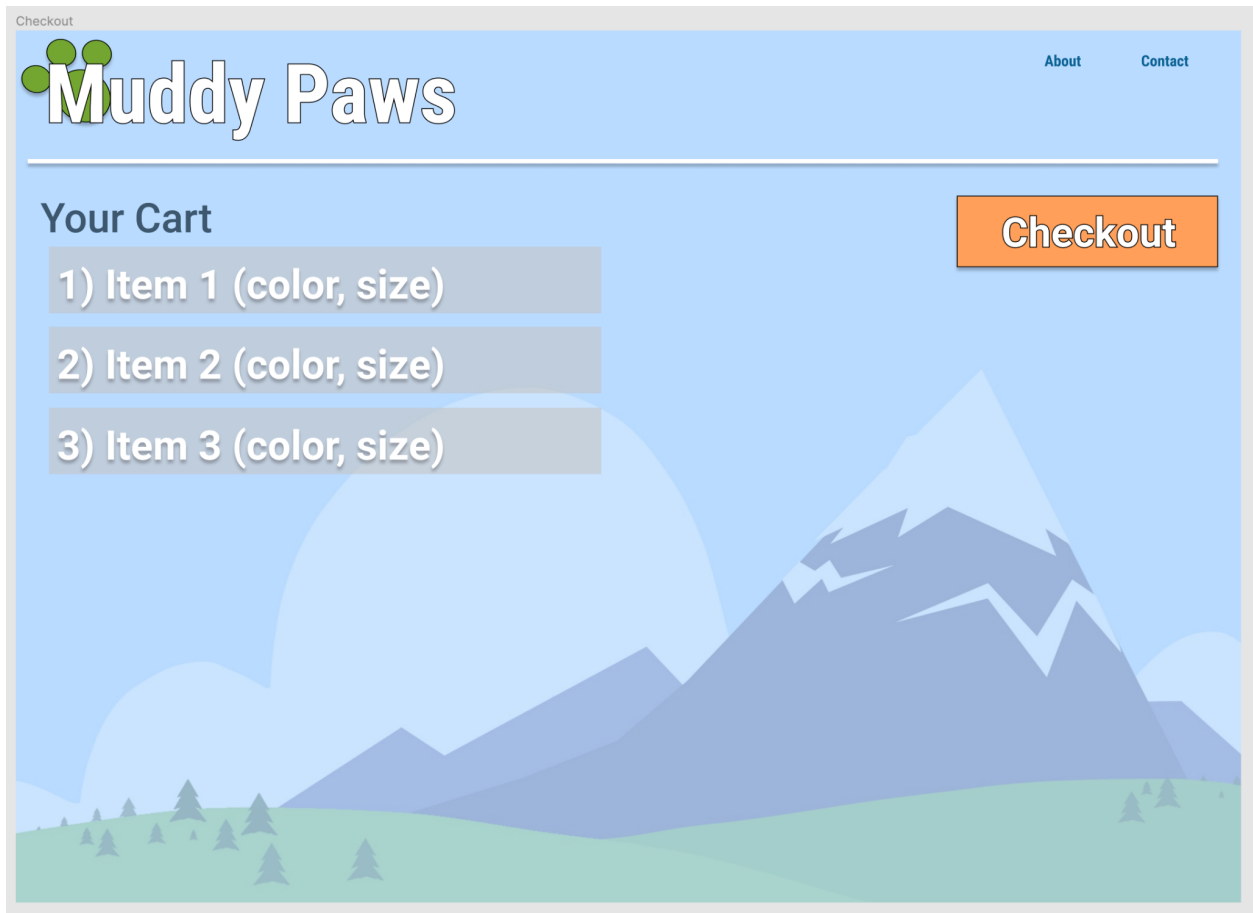 Checkout
Muddy Paws
About
Contact
Your Cart
Checkout
1) Item 1 (color, size)
2) Item 2 (color, size)
3) Item 3 (color, size)